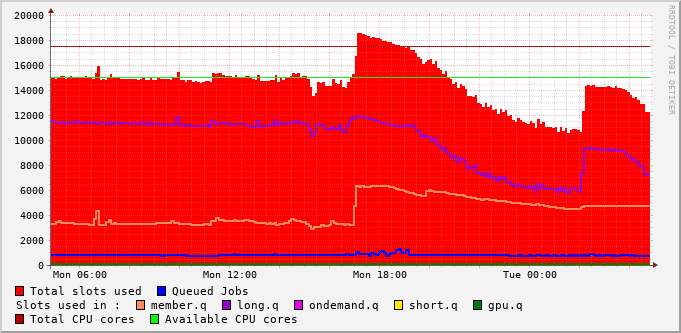 20000
18000
16000
14000
12000
10000
8000
6000
4000
2000
0
Mon 06:00 Mon 12:00 Mon 18:00 Tue 00:00
RRDTOOL / TOBI OETIKER
Total slots used Queued Jobs
Slots used in : member.q long.q ondemand.q short.q gpu.q
Total CPU cores Available CPU cores